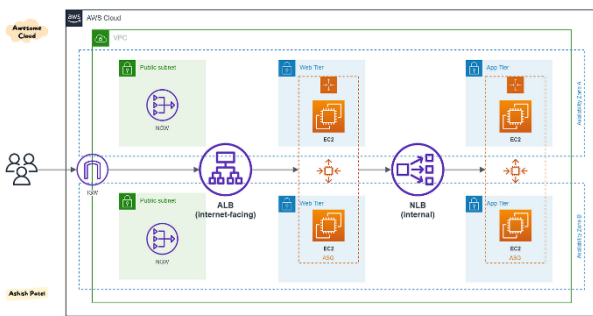 Awesome
Cloud
aws
AWS Cloud
VPC
Public subnet
Web Tier
App Tier
NGW
EC2
EC2
Availability Zone A
IGW
ALB
(internet-facing)
NLB
(internal)
Public subnet
Web Tier
App Tier
NGW
EC2
ASG
EC2
ASG
Availability Zone B
Ashish Patel